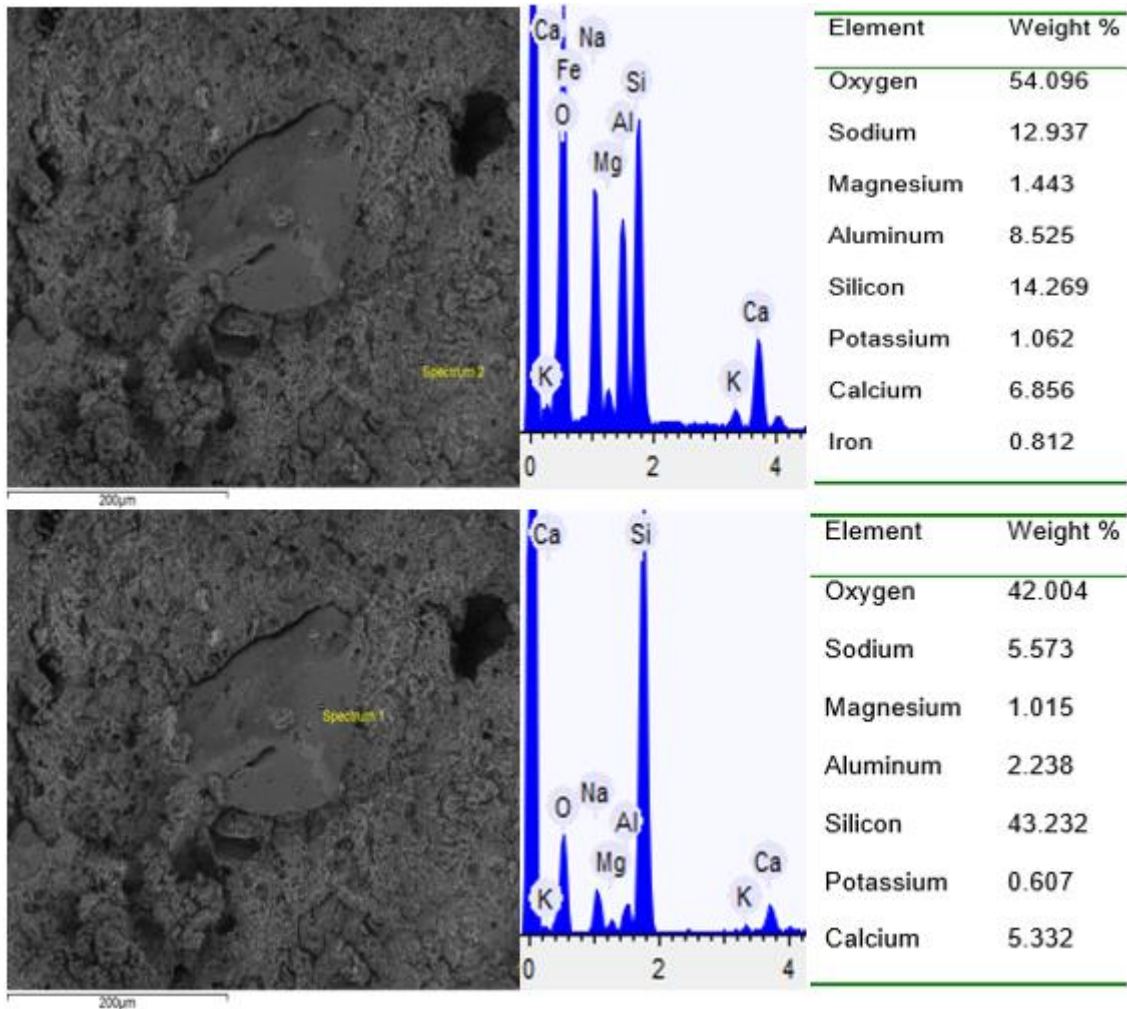 Spectrum 2
200µm
Ca Na
Fe Si
O Al
Mg
Ca
K K
0 2 4
Element Weight %
Oxygen 54.096
Sodium 12.937
Magnesium 1.443
Aluminum 8.525
Silicon 14.269
Potassium 1.062
Calcium 6.856
Iron 0.812
Spectrum 1
200µm
Ca Si
Na
O Al
Mg Ca
K K
0 2 4
Element Weight %
Oxygen 42.004
Sodium 5.573
Magnesium 1.015
Aluminum 2.238
Silicon 43.232
Potassium 0.607
Calcium 5.332